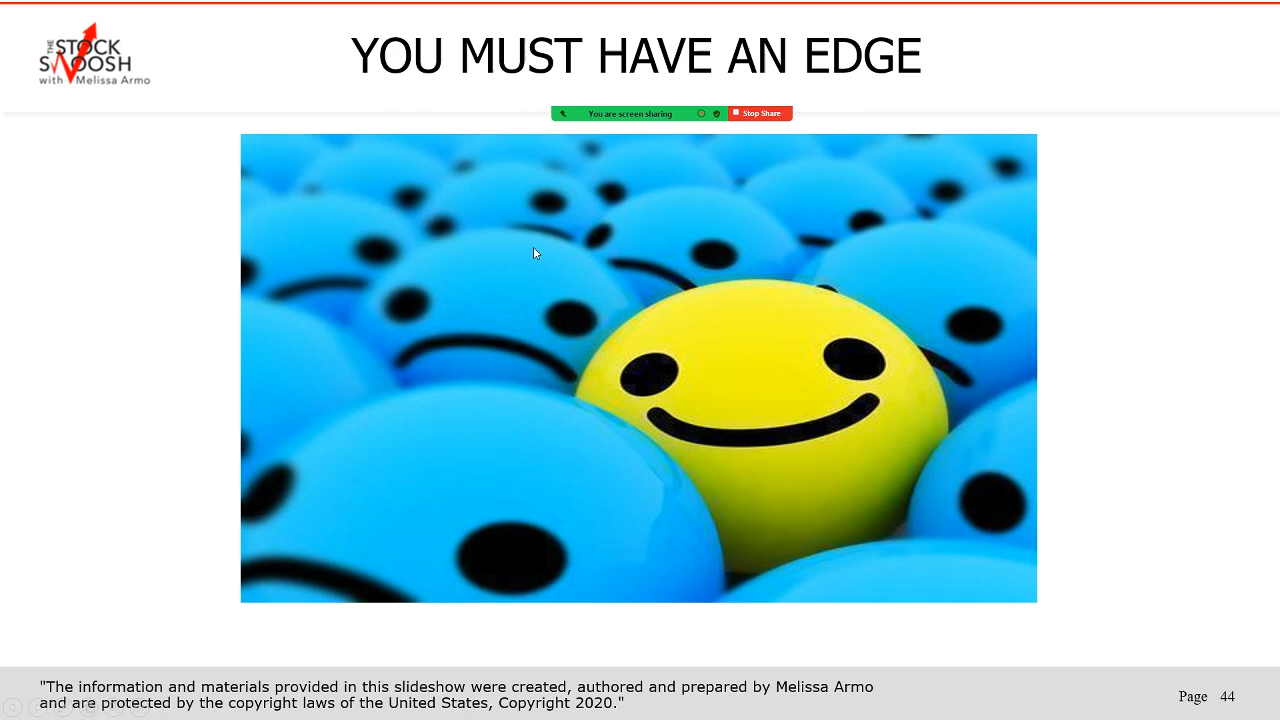 THE STOCK
SWOOSH
with Melissa Armo
YOU MUST HAVE AN EDGE
You are screen sharing
Stop Share
"The information and materials provided in this slideshow were created, authored and prepared by Melissa Armo
and are protected by the copyright laws of the United States, Copyright 2020."
Page 44